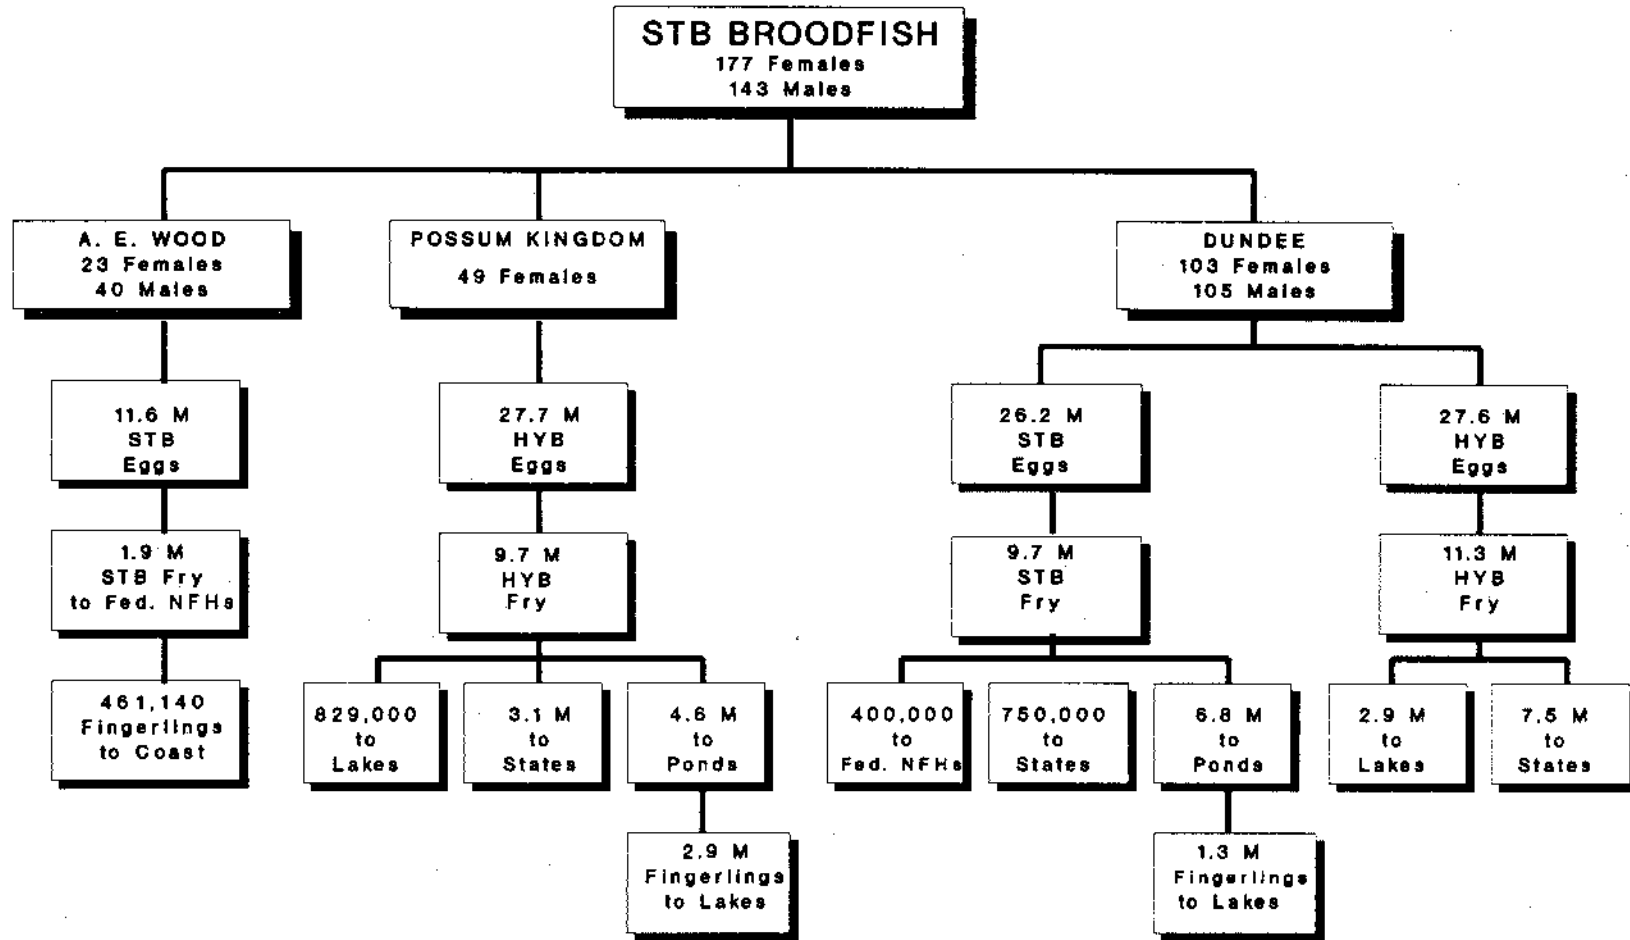 STB BROODFISH
177 Females
143 Males
A. E. WOOD
23 Females
40 Males
POSSUM KINGDOM
49 Females
DUNDEE
103 Females
105 Males
11.6 M
STB
Eggs
27.7 M
HYB
Eggs
26.2 M
STB
Eggs
27.6 M
HYB
Eggs
1.9 M
STB Fry
to Fed. NFHs
9.7 M
HYB
Fry
9.7 M
STB
Fry
11.3 M
HYB
Fry
461,140
Fingerlings
to Coast
829,000
to
Lakes
3.1 M
to
States
4.6 M
to
Ponds
400,000
to
Fed. NFHs
750,000
to
States
6.8 M
to
Ponds
2.9 M
to
Lakes
7.5 M
to
States
2.9 M
Fingerlings
to Lakes
1.3 M
Fingerlings
to Lakes